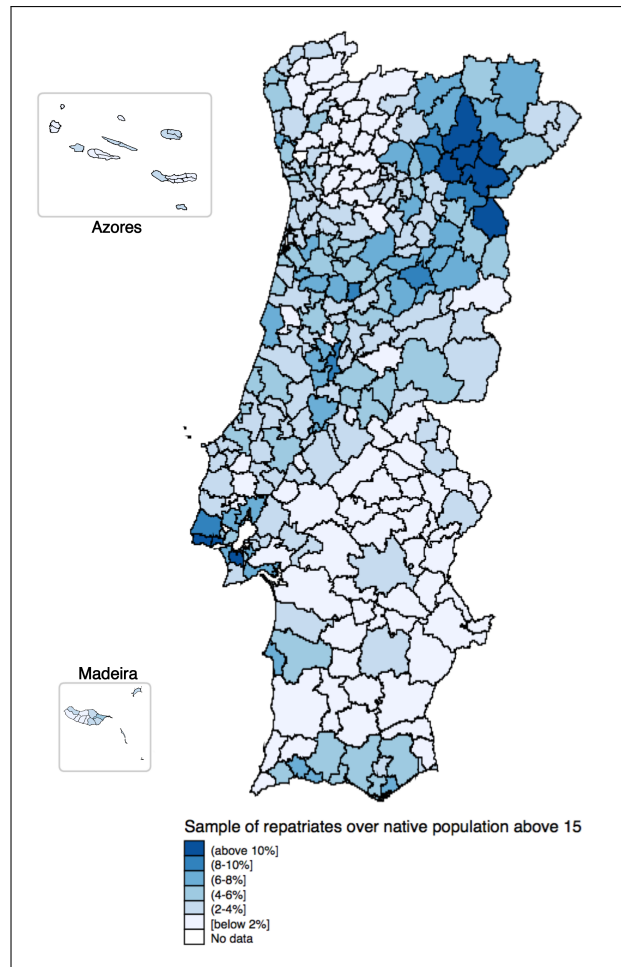 Azores
Madeira
Sample of repatriates over native population above 15
(above 10%]
(8-10%]
(6-8%]
(4-6%]
(2-4%]
[below 2%]
No data